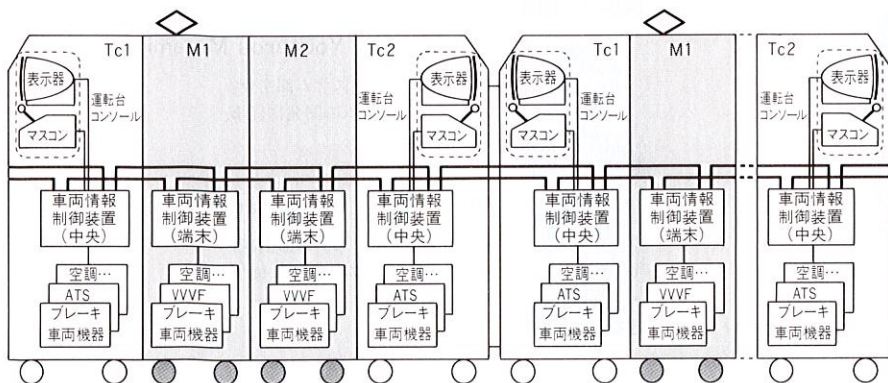 Tc1
M1
M2
Tc2
Tc1
M1
Tc2
表示器
運転台
コンソール
マスコン
運転台
コンソール
表示器
マスコン
表示器
運転台
コンソール
マスコン
運転台
コンソール
表示器
マスコン
車両情報
制御装置
(中央)
車両情報
制御装置
(端末)
車両情報
制御装置
(端末)
車両情報
制御装置
(中央)
車両情報
制御装置
(中央)
車両情報
制御装置
(端末)
車両情報
制御装置
(中央)
空調…
ATS
ブレーキ
車両機器
空調…
VVVF
ブレーキ
車両機器
空調…
VVVF
ブレーキ
車両機器
空調…
ATS
ブレーキ
車両機器
空調…
ATS
ブレーキ
車両機器
空調…
VVVF
ブレーキ
車両機器
空調…
ATS
ブレーキ
車両機器